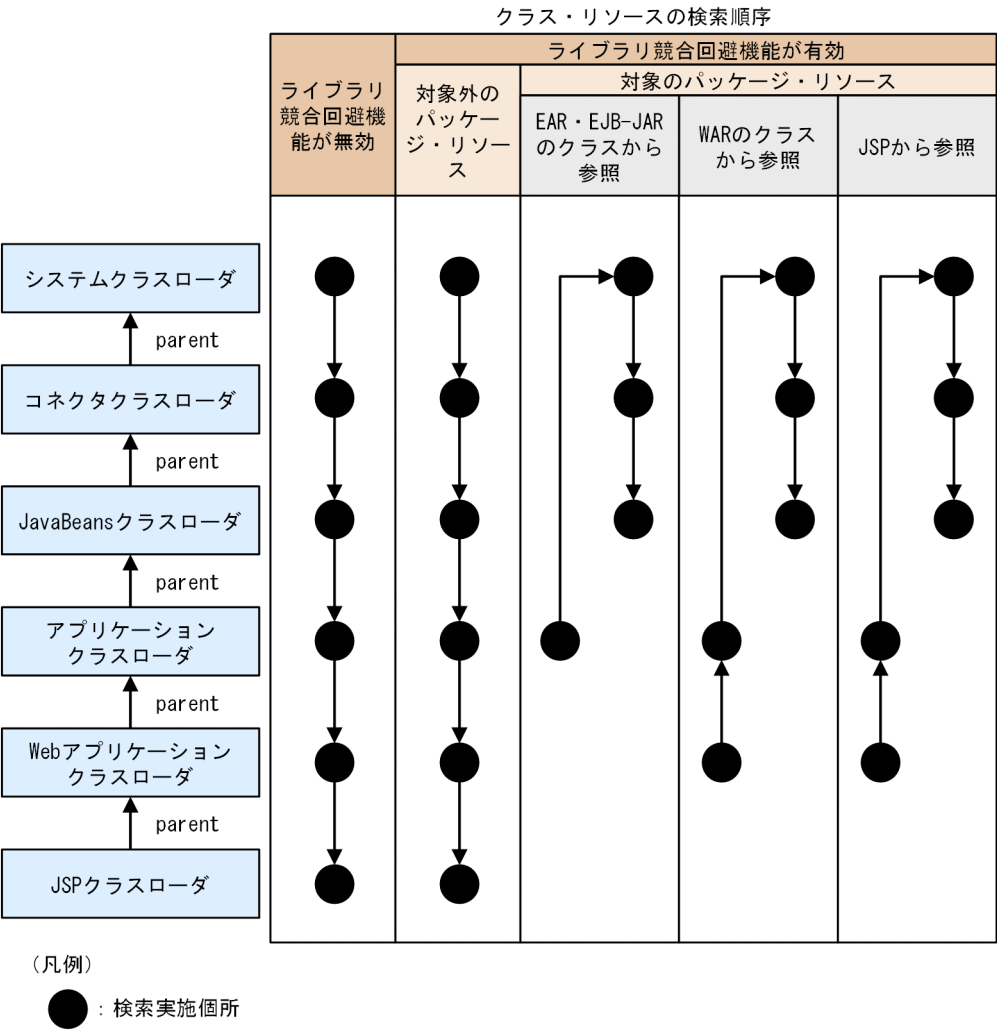 クラス・リソースの検索順序
ライブラリ
競合回避機
能が無効
ライブラリ競合回避機能が有効
対象外の
パッケー
ジ・リソー
ス
対象のパッケージ・リソース
EAR・EJB-JAR
のクラスから
参照
WARのクラス
から参照
JSPから参照
システムクラスローダ
parent
コネクタクラスローダ
parent
JavaBeansクラスローダ
parent
アプリケーション
クラスローダ
parent
Webアプリケーション
クラスローダ
parent
JSPクラスローダ
（凡例）
：検索実施個所